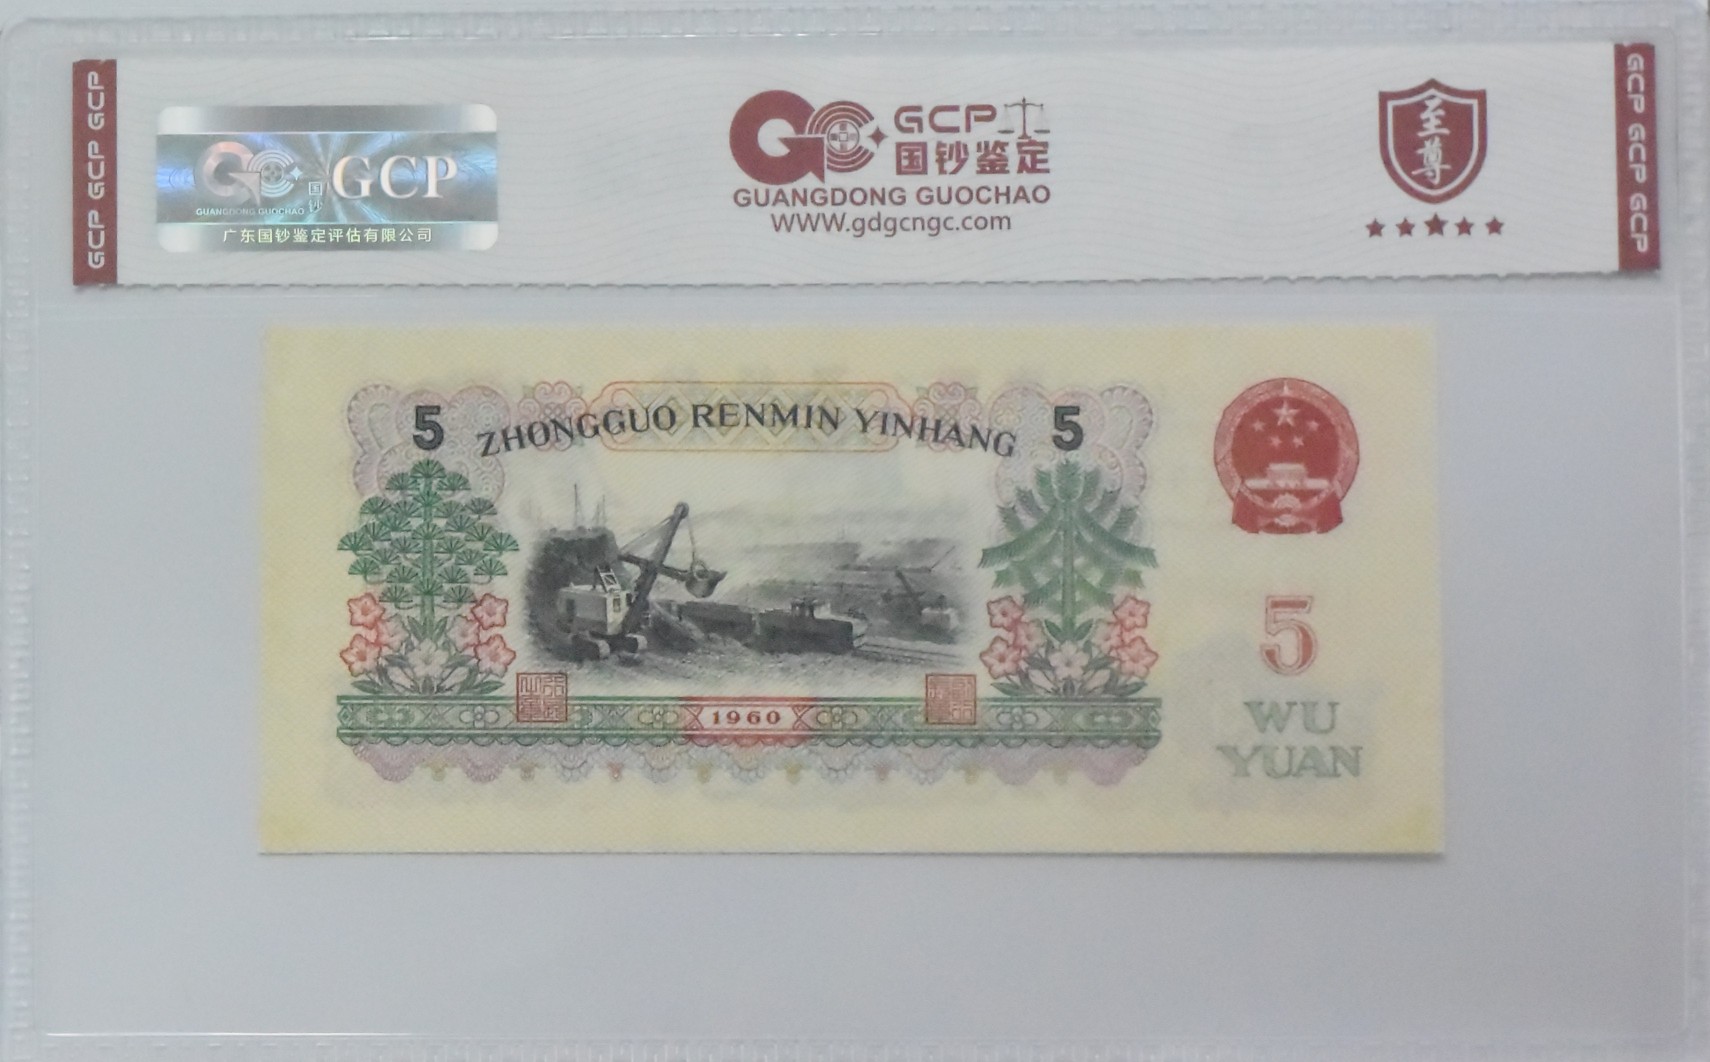 GCP GCP GCP
GCP
国钞
GUANGDONG GUOCHAO
广东国钞鉴定评估有限公司
GCP
国钞鉴定
GUANGDONG GUOCHAO
WWW.gdgcngc.com
至尊
GCP GCP GCP
5 ZHONGGUO RENMIN YINHANG 5
1960
5
WU
YUAN